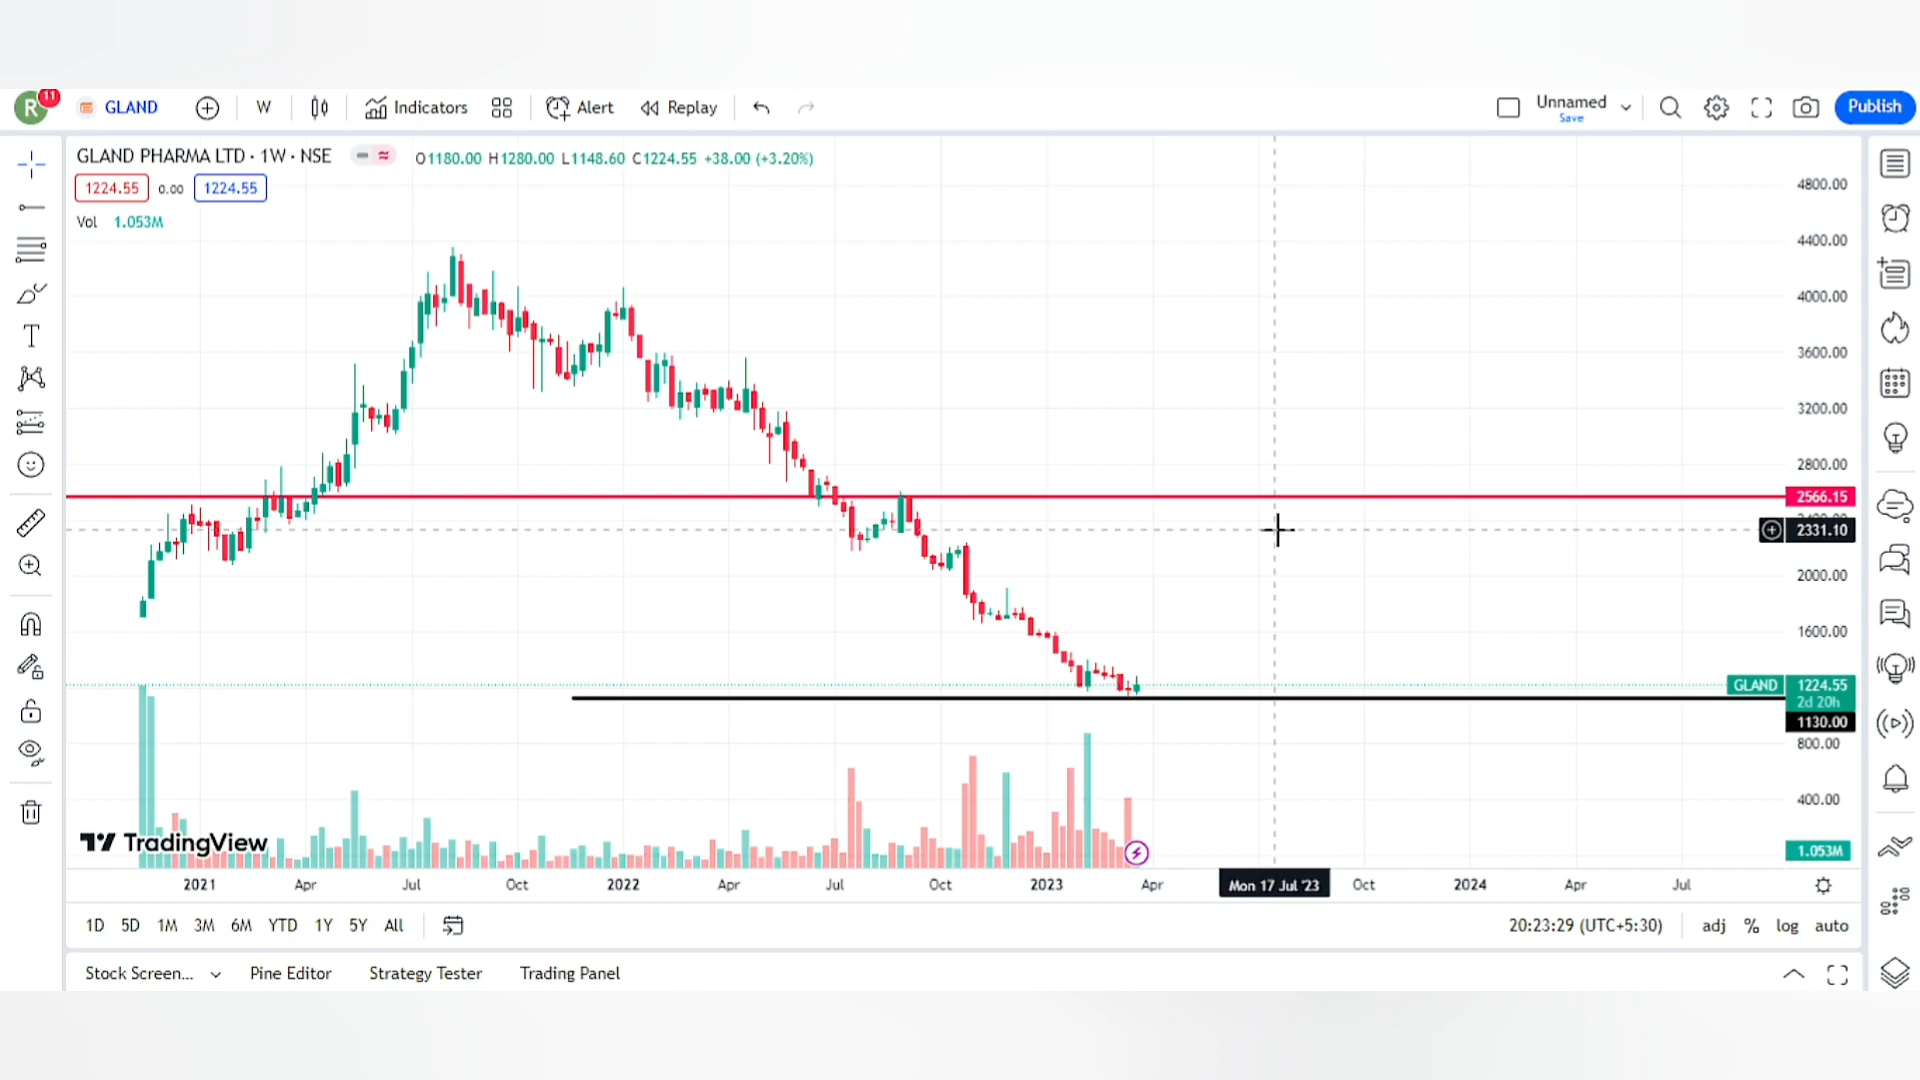 R 11 GLAND W Indicators Alert Replay Unnamed Save Publish
GLAND PHARMA LTD · 1W · NSE O1180.00 H1280.00 L1148.60 C1224.55 +38.00 (+3.20%)
1224.55 0.00 1224.55
Vol 1.053M
4800.00
4400.00
4000.00
3600.00
3200.00
2800.00
2566.15
2331.10
2000.00
1600.00
GLAND 1224.55
2d 20h
1130.00
800.00
400.00
TradingView
1.053M
2021 Apr Jul Oct 2022 Apr Jul Oct 2023 Apr Mon 17 Jul '23 Oct 2024 Apr Jul
1D 5D 1M 3M 6M YTD 1Y 5Y All 20:23:29 (UTC+5:30) adj % log auto
Stock Screen... Pine Editor Strategy Tester Trading Panel